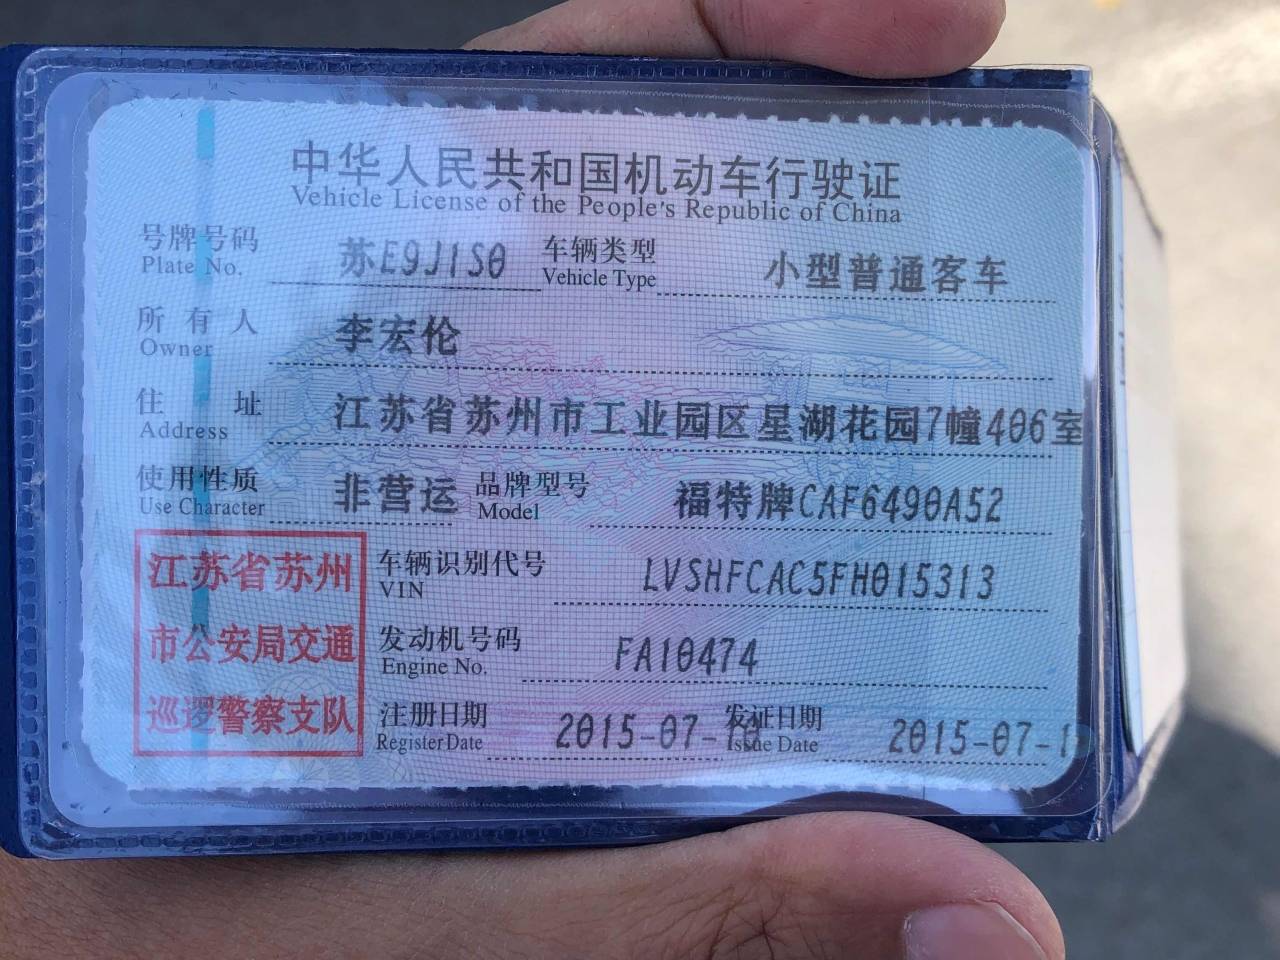 中华人民共和国机动车行驶证
Vehicle License of the People's Republic of China
号牌号码 苏E9J1S0 车辆类型 小型普通客车
Plate No. Vehicle Type
所有人 李宏伦
Owner
住址 江苏省苏州市工业园区星湖花园7幢406室
Address
使用性质 非营运 品牌型号 福特牌CAF6490A52
Use Character Model
江苏省苏州
市公安局交通
巡逻警察支队
车辆识别代号 LVSHFCAC5FH015313
VIN
发动机号码 FA10474
Engine No.
注册日期 2015-07-10 发证日期 2015-07-1
Register Date Issue Date